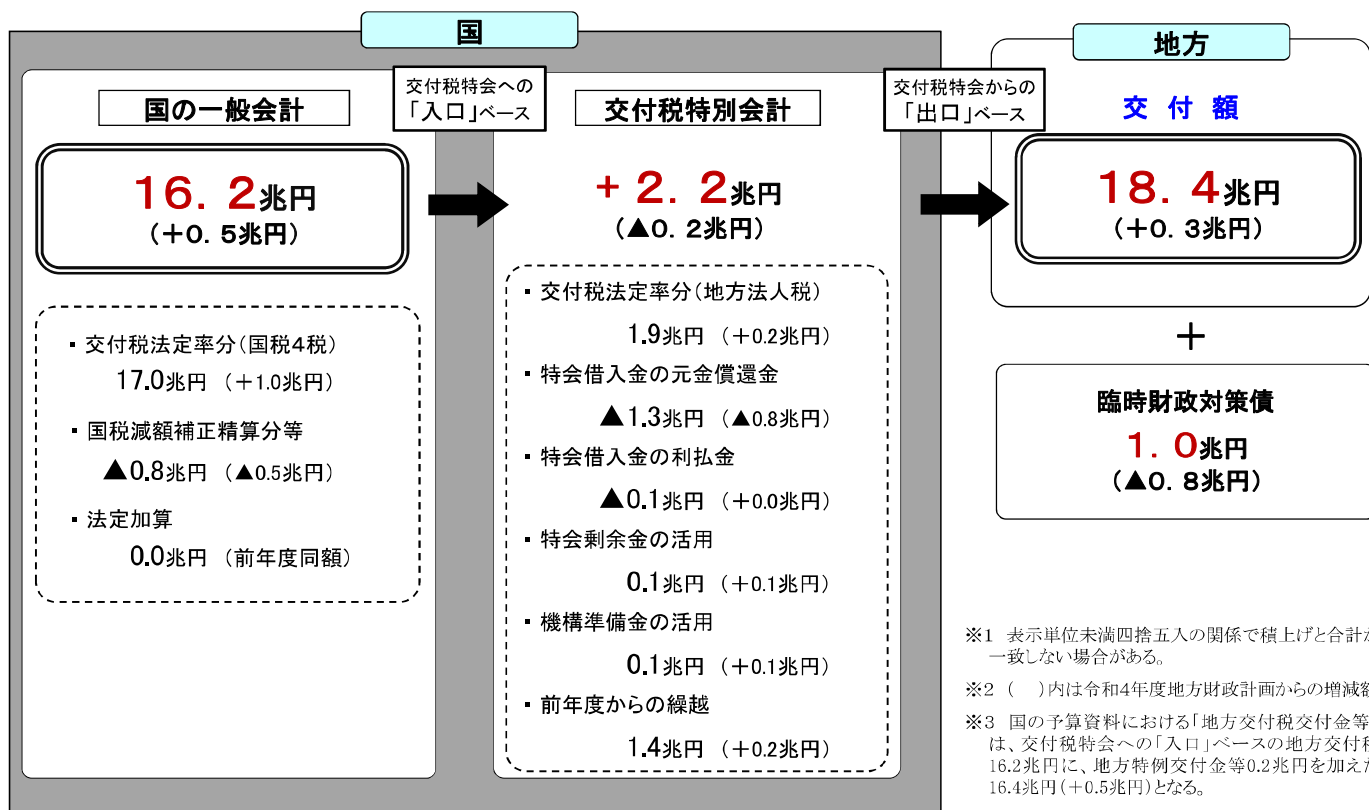 国
国の一般会計
16. 2兆円
(+0. 5兆円)
▪ 交付税法定率分(国税4税)
17.0兆円 (+1.0兆円)
▪ 国税減額補正精算分等
▲0.8兆円 (▲0.5兆円)
▪ 法定加算
0.0兆円 (前年度同額)
交付税特会への
「入口」ベース
交付税特別会計
+ 2. 2兆円
(▲0. 2兆円)
▪ 交付税法定率分(地方法人税)
1.9兆円 (+0.2兆円)
▪ 特会借入金の元金償還金
▲1.3兆円 (▲0.8兆円)
▪ 特会借入金の利払金
▲0.1兆円 (+0.0兆円)
▪ 特会剰余金の活用
0.1兆円 (+0.1兆円)
▪ 機構準備金の活用
0.1兆円 (+0.1兆円)
▪ 前年度からの繰越
1.4兆円 (+0.2兆円)
交付税特会からの
「出口」ベース
地方
交 付 額
18. 4兆円
(+0. 3兆円)
+
臨時財政対策債
1. 0兆円
(▲0. 8兆円)
※1 表示単位未満四捨五入の関係で積上げと合計が
一致しない場合がある。
※2 ( )内は令和4年度地方財政計画からの増減額
※3 国の予算資料における「地方交付税交付金等
は、交付税特会への「入口」ベースの地方交付税
16.2兆円に、地方特例交付金等0.2兆円を加えた
16.4兆円(+0.5兆円)となる。